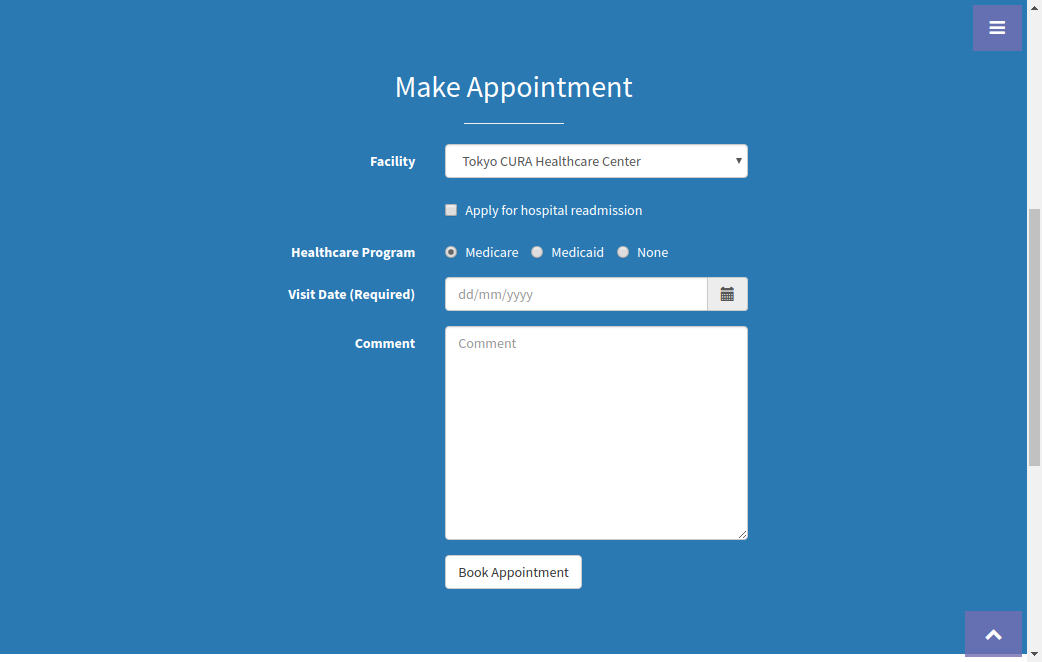 Make Appointment
Facility
Tokyo CURA Healthcare Center
Apply for hospital readmission
Healthcare Program
Medicare Medicaid None
Visit Date (Required)
dd/mm/yyyy
Comment
Comment
Book Appointment